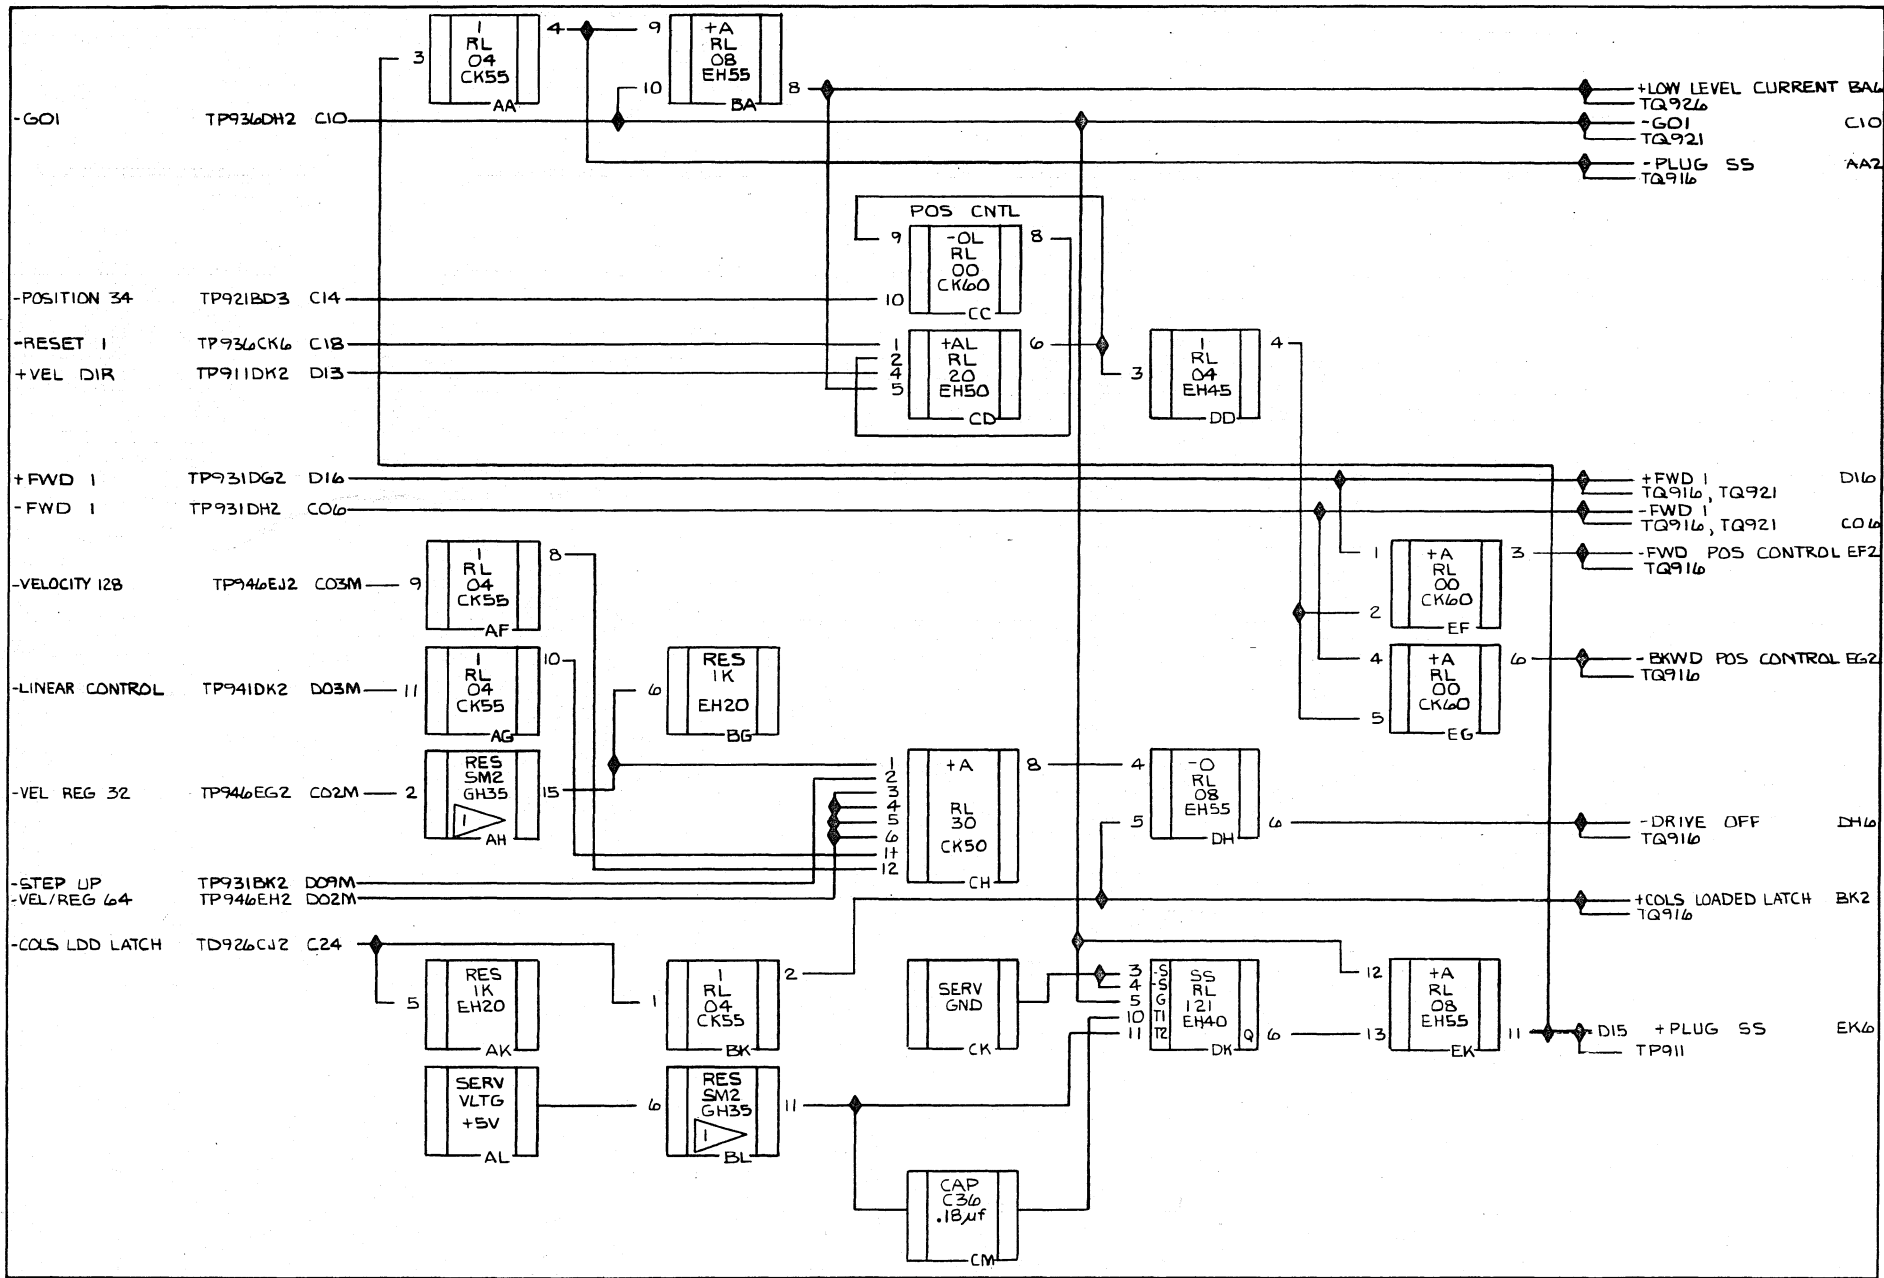 1
RL
04
CK55
AA
3
4
9
10
+A
RL
08
EH55
BA
8
+LOW LEVEL CURRENT BA6
TQ926
-GO1 TP936DH2 C10
-GO1 C10
TQ921
-PLUG SS AA2
TQ916
POS CNTL
9
-OL
RL
00
CK60
CC
8
10
-POSITION 34 TP921BD3 C14
-RESET 1 TP936CK6 C18
+VEL DIR TP911DK2 D13
1
2
4
5
+AL
RL
20
EH50
CD
6
3
1
RL
04
EH45
DD
4
+FWD 1 TP931DG2 D16
-FWD 1 TP931DH2 C06
+FWD 1 D16
TQ916, TQ921
-FWD 1
TQ916, TQ921 C06
-VELOCITY 128 TP946EJ2 C03M
9
1
RL
04
CK55
AF
8
1
2
+A
RL
00
CK60
EF
3
-FWD POS CONTROL EF2
TQ916
-LINEAR CONTROL TP941DK2 D03M
11
1
RL
04
CK55
AG
10
6
RES
1K
EH20
BG
4
5
+A
RL
00
CK60
EG
6
-BKWD POS CONTROL EG2
TQ916
-VEL REG 32 TP946EG2 C02M
2
RES
SM2
GH35
1
AH
15
1
2
3
4
5
6
1+
12
+A
RL
30
CK50
CH
8
4
5
-O
RL
08
EH55
DH
6
-DRIVE OFF DH6
TQ916
-STEP UP TP931BK2 D09M
-VEL/REG 64 TP946EH2 D02M
+COLS LOADED LATCH BK2
TQ916
-COLS LDD LATCH TD926CJ2 C24
5
RES
1K
EH20
AK
1
1
RL
04
CK55
BK
2
SERV
GND
CK
3 -S
4 -S
5 G
10 T1
11 T2
SS
RL
121
EH40
Q
DK
6
12
13
+A
RL
08
EH55
EK
11
D15 +PLUG SS EK6
TP911
SERV
VLTG
+5V
AL
6
RES
SM2
GH35
1
BL
11
CAP
C36
.18µf
CM